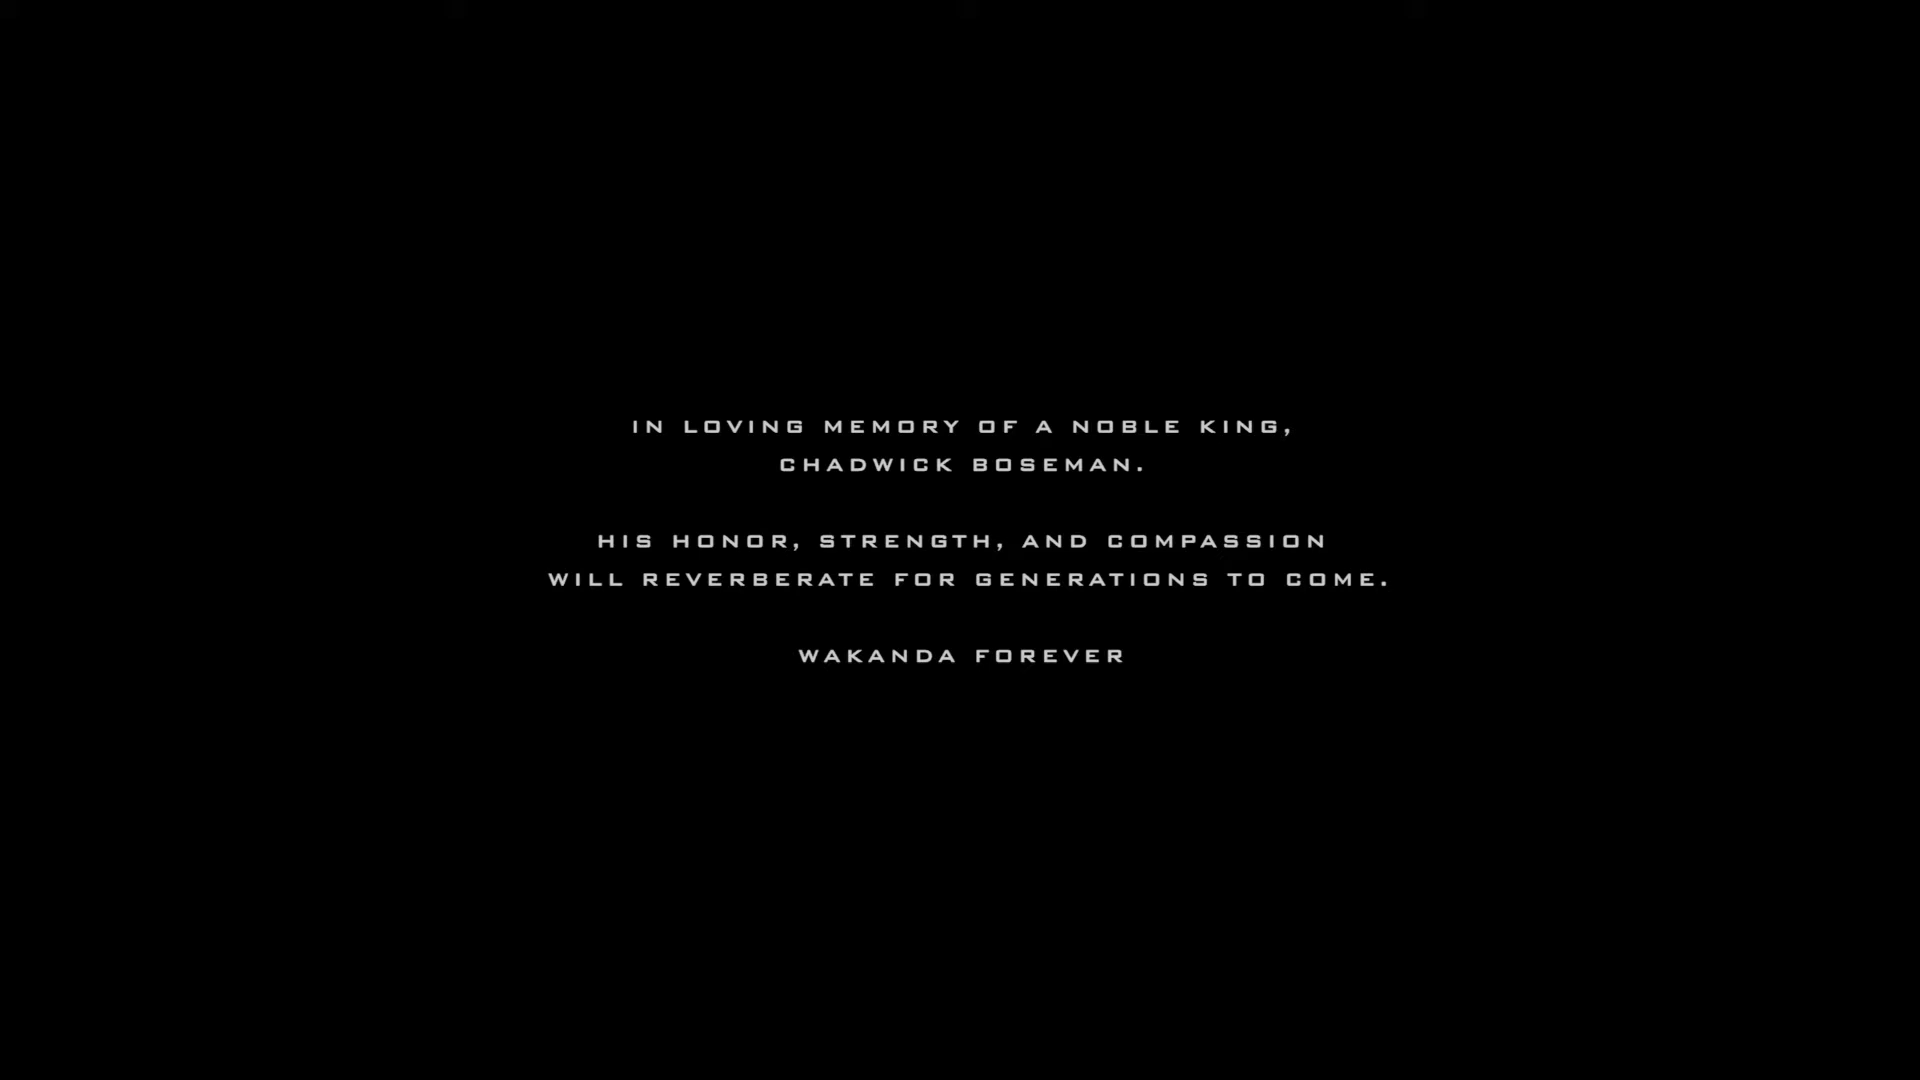 IN LOVING MEMORY OF A NOBLE KING,
CHADWICK BOSEMAN.
HIS HONOR, STRENGTH, AND COMPASSION
WILL REVERBERATE FOR GENERATIONS TO COME.
WAKANDA FOREVER